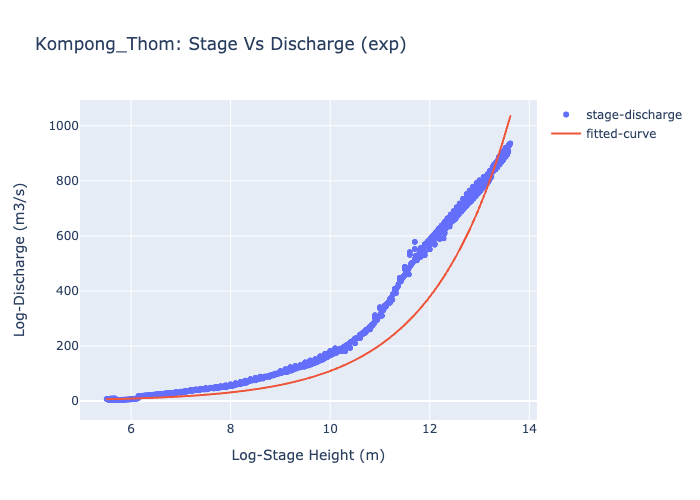 Kompong_Thom: Stage Vs Discharge (exp)
stage-discharge
fitted-curve
1000
800
600
400
200
0
6
8
10
12
14
Log-Discharge (m3/s)
Log-Stage Height (m)